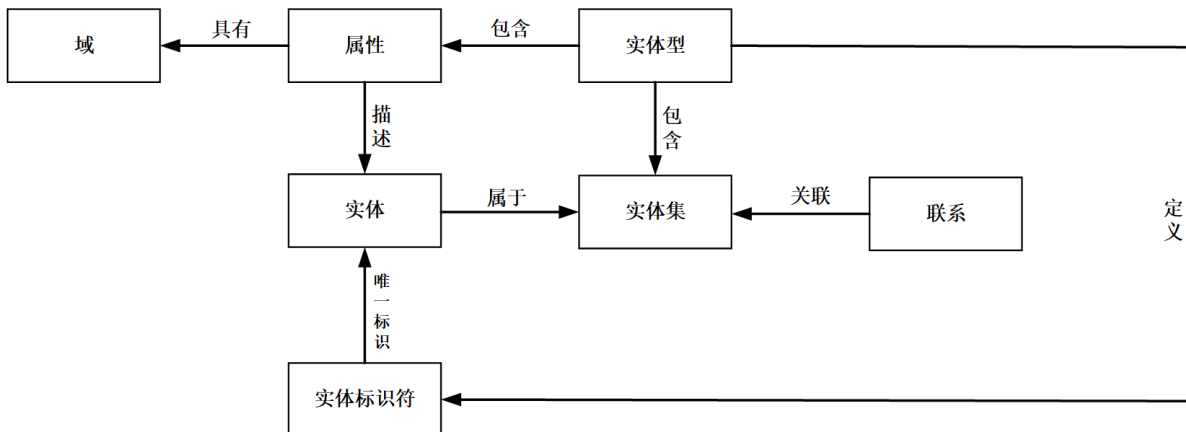 域
具有
属性
包含
实体型
描述
包含
实体
属于
实体集
关联
联系
定义
唯一标识
实体标识符